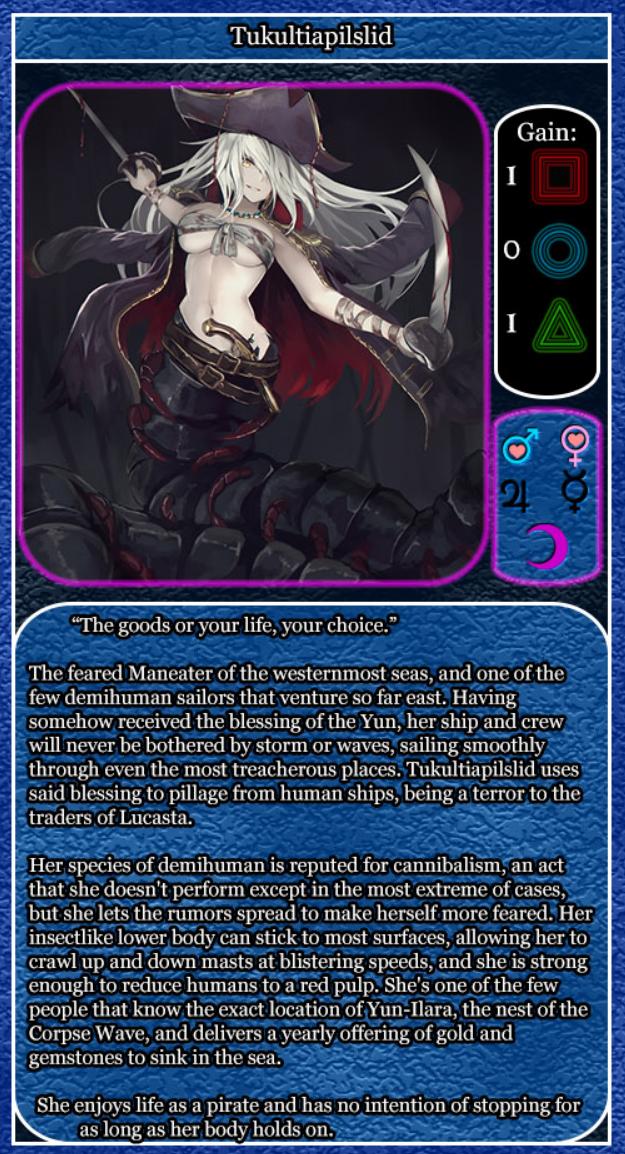 Tukultiapilslid
Gain:
1
0
1
“The goods or your life, your choice.”
The feared Maneater of the westernmost seas, and one of the
few demihuman sailors that venture so far east. Having
somehow received the blessing of the Yun, her ship and crew
will never be bothered by storm or waves, sailing smoothly
through even the most treacherous places. Tukultiapilslid uses
said blessing to pillage from human ships, being a terror to the
traders of Lucasta.
Her species of demihuman is reputed for cannibalism, an act
that she doesn't perform except in the most extreme of cases,
but she lets the rumors spread to make herself more feared. Her
insectlike lower body can stick to most surfaces, allowing her to
crawl up and down masts at blistering speeds, and she is strong
enough to reduce humans to a red pulp. She's one of the few
people that know the exact location of Yun-Ilara, the nest of the
Corpse Wave, and delivers a yearly offering of gold and
gemstones to sink in the sea.
She enjoys life as a pirate and has no intention of stopping for
as long as her body holds on.